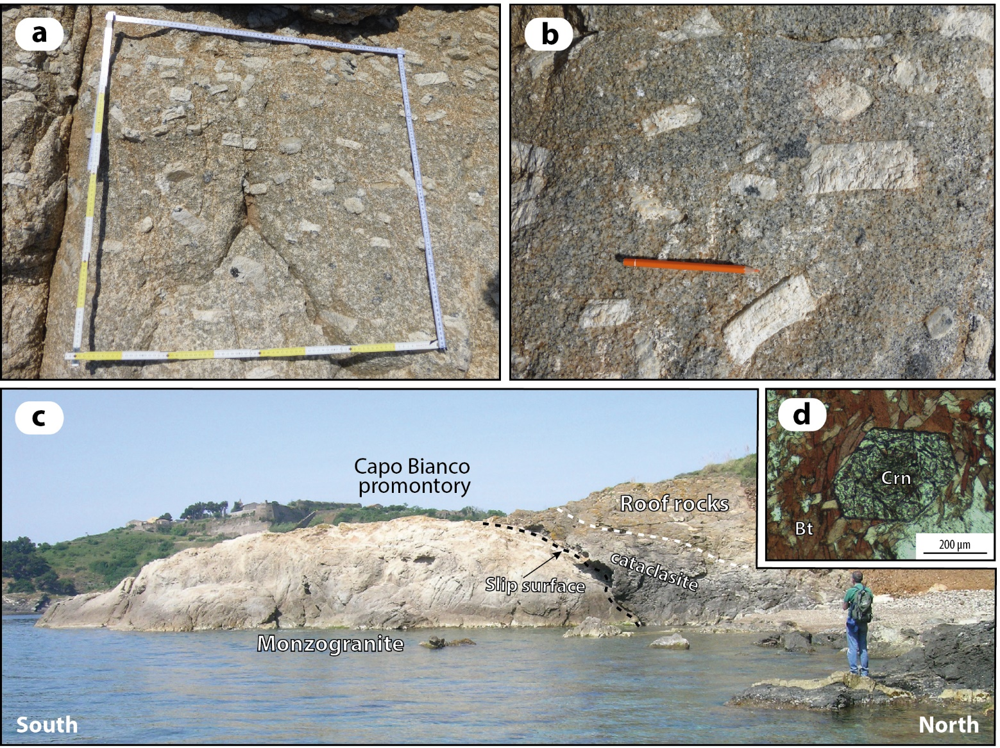 a
b
c
Capo Bianco
promontory
Roof rocks
cataclasite
Slip surface
Monzogranite
South
North
d
Crn
Bt
200 μm